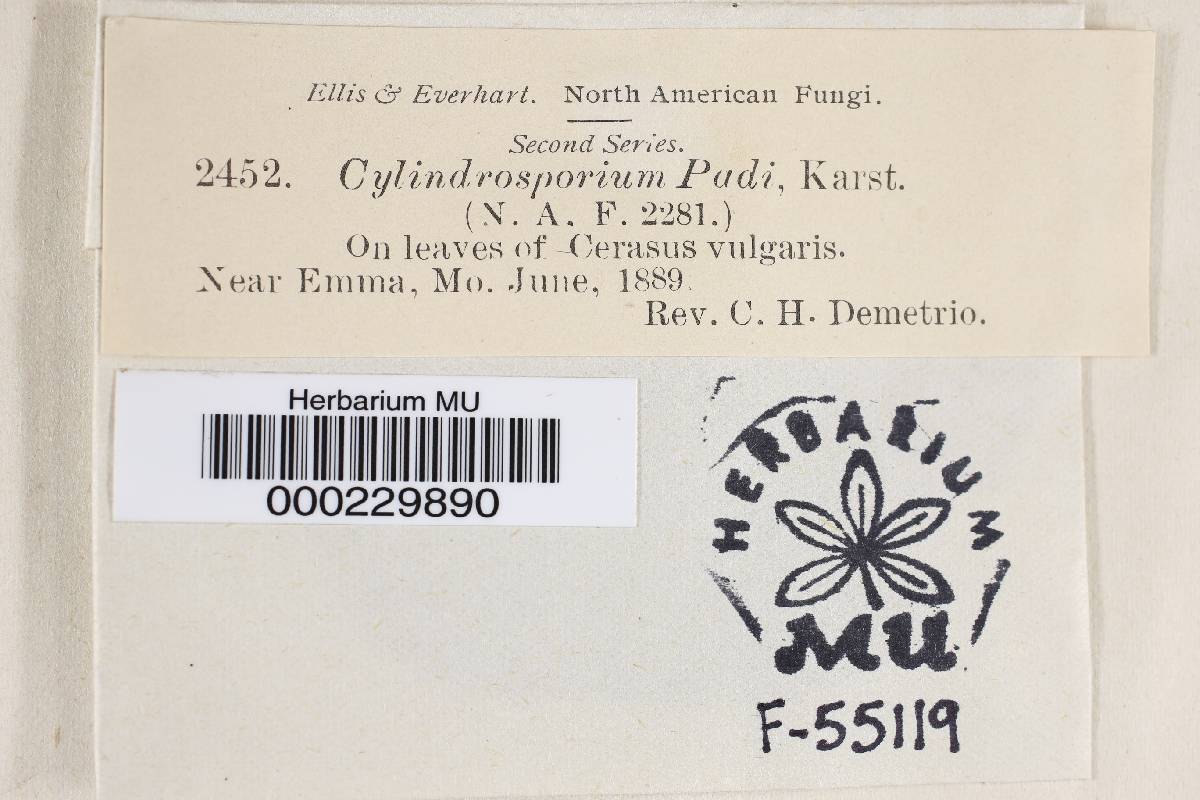 Ellis & Everhart. North American Fungi.
Second Series.
2452. Cylindrosporium Padi, Karst.
(N. A. F. 2281.)
On leaves of Cerasus vulgaris.
Near Emma, Mo. June, 1889.
Rev. C. H. Demetrio.
Herbarium MU
000229890
HERBARIUM
MU
F-55119